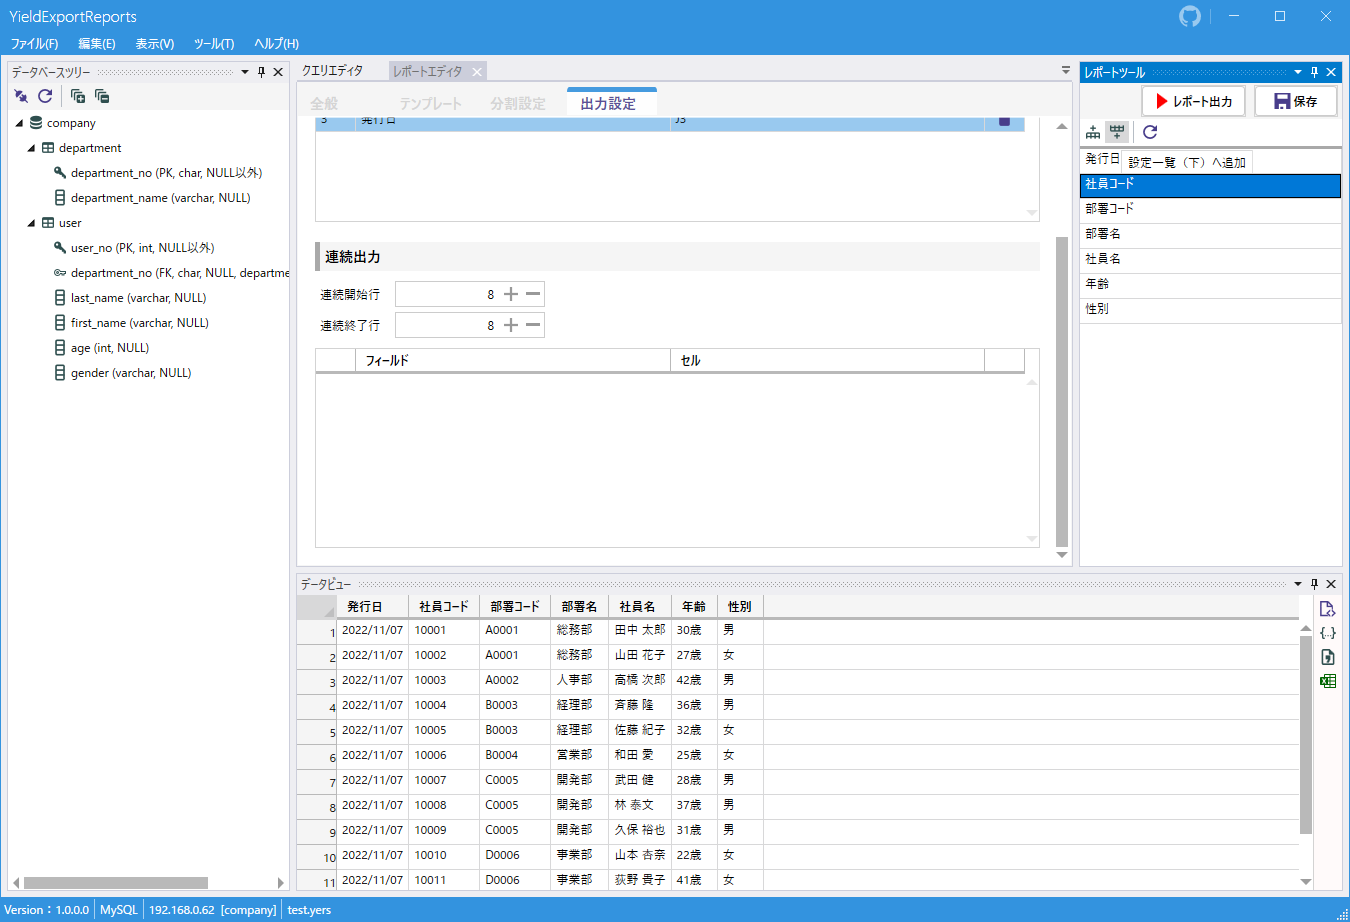 YieldExportReports
ファイル(F) 編集(E) 表示(V) ツール(T) ヘルプ(H)
データベースツリー
company
department
department_no (PK, char, NULL以外)
department_name (varchar, NULL)
user
user_no (PK, int, NULL以外)
department_no (FK, char, NULL, departme
last_name (varchar, NULL)
first_name (varchar, NULL)
age (int, NULL)
gender (varchar, NULL)
クエリエディタ レポートエディタ
全般 テンプレート 分割設定 出力設定
3 発行日 J3
連続出力
連続開始行 8
連続終了行 8
フィールド セル
レポートツール
レポート出力 保存
発行日
設定一覧（下）へ追加
社員コード
部署コード
部署名
社員名
年齢
性別
データビュー
発行日 社員コード 部署コード 部署名 社員名 年齢 性別
1 2022/11/07 10001 A0001 総務部 田中 太郎 30歳 男
2 2022/11/07 10002 A0001 総務部 山田 花子 27歳 女
3 2022/11/07 10003 A0002 人事部 高橋 次郎 42歳 男
4 2022/11/07 10004 B0003 経理部 斉藤 隆 36歳 男
5 2022/11/07 10005 B0003 経理部 佐藤 紀子 32歳 女
6 2022/11/07 10006 B0004 営業部 和田 愛 25歳 女
7 2022/11/07 10007 C0005 開発部 武田 健 28歳 男
8 2022/11/07 10008 C0005 開発部 林 泰文 37歳 男
9 2022/11/07 10009 C0005 開発部 久保 裕也 31歳 男
10 2022/11/07 10010 D0006 事業部 山本 杏奈 22歳 女
11 2022/11/07 10011 D0006 事業部 荻野 貴子 41歳 女
Version：1.0.0.0 MySQL 192.168.0.62 [company] test.yers